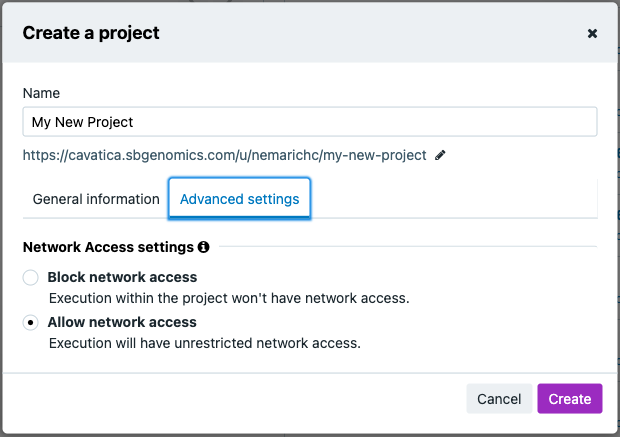 Create a project
Name
My New Project
https://cavatica.sbgenomics.com/u/nemarichc/my-new-project
General information
Advanced settings
Network Access settings
Block network access
Execution within the project won't have network access.
Allow network access
Execution will have unrestricted network access.
Cancel
Create